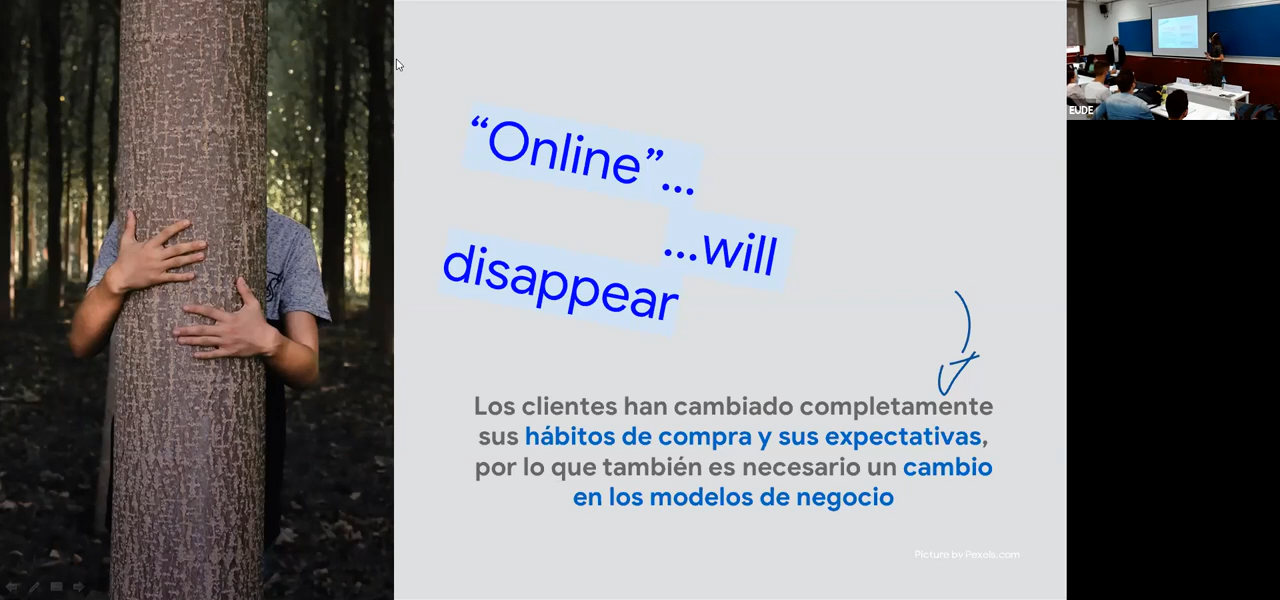 “Online”...
...will
disappear
Los clientes han cambiado completamente
sus hábitos de compra y sus expectativas,
por lo que también es necesario un cambio
en los modelos de negocio
Picture by Pexels.com
EUDE